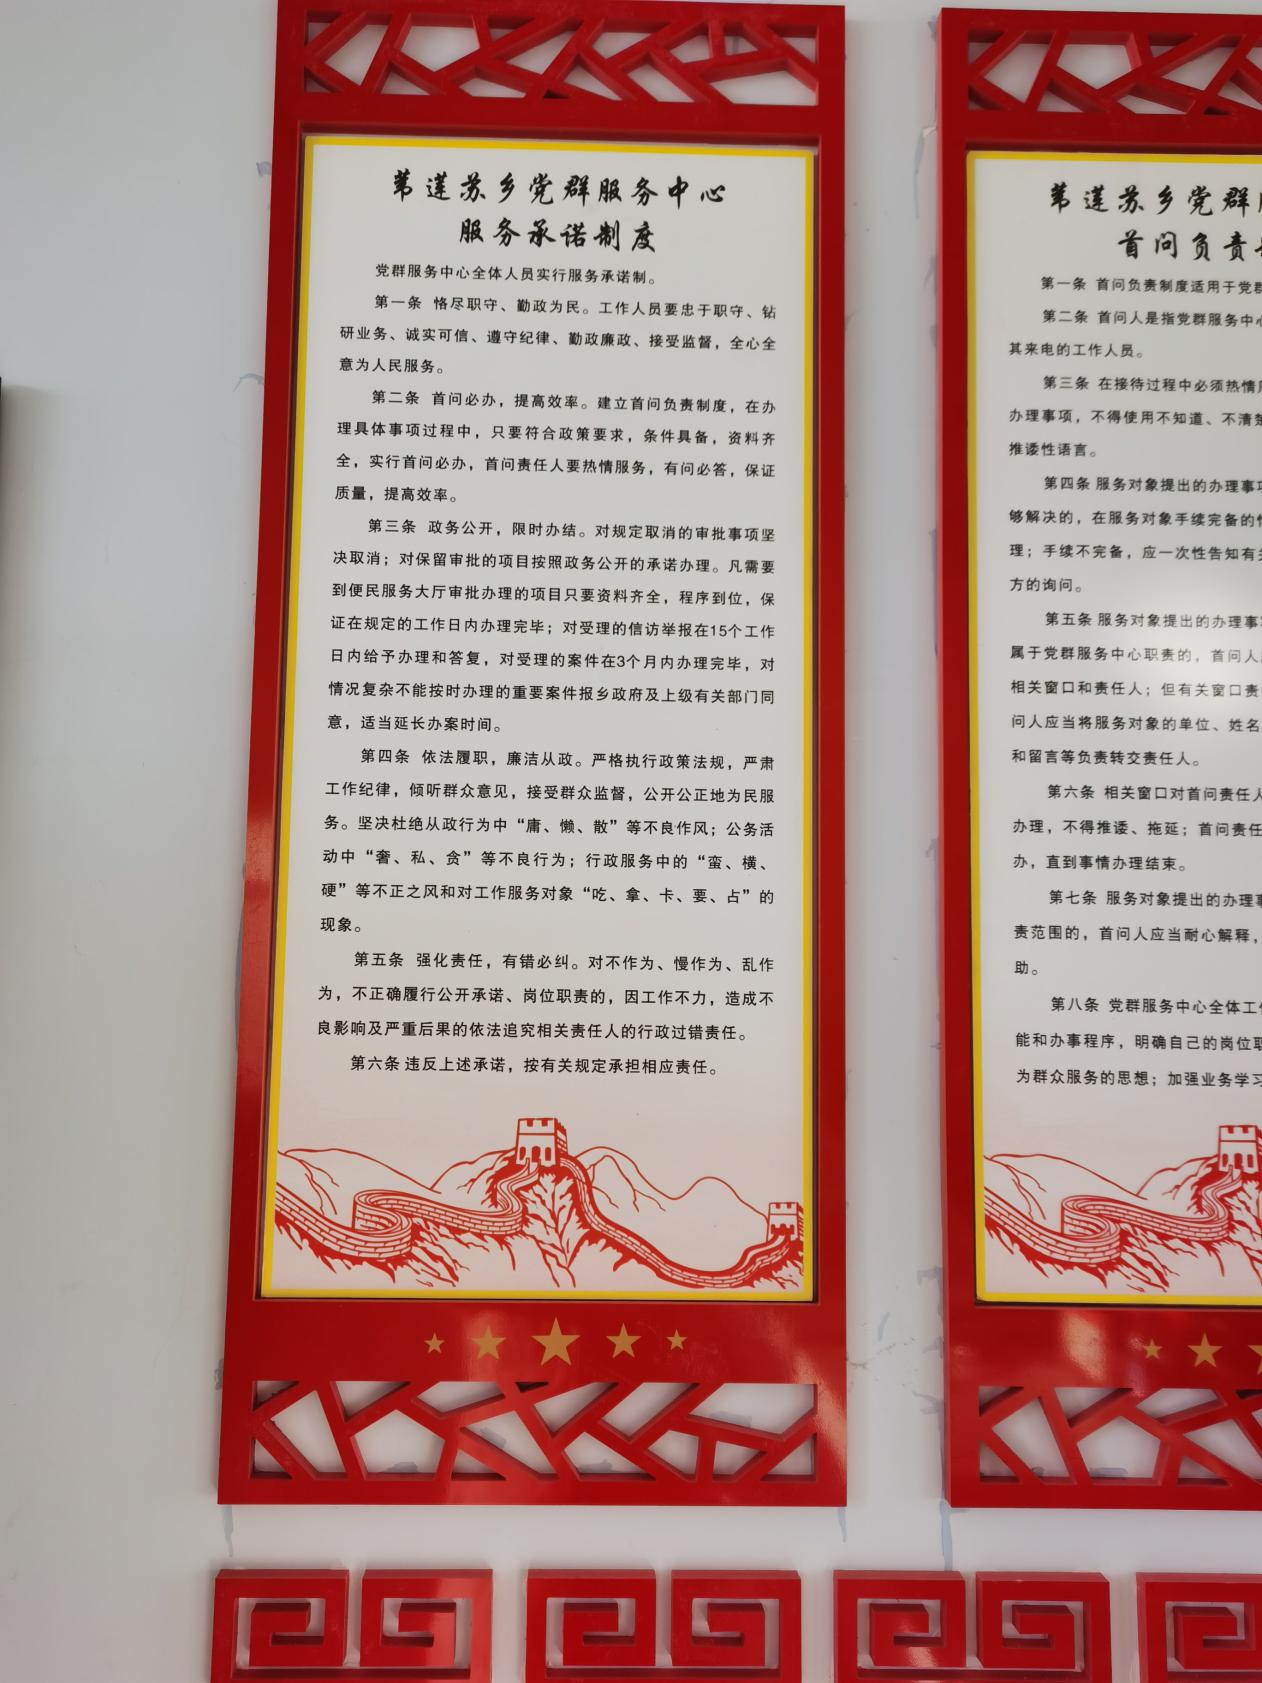 苇莲苏乡党群服务中心
服务承诺制度
党群服务中心全体人员实行服务承诺制。
第一条 恪尽职守、勤政为民。工作人员要忠于职守、钻
研业务、诚实可信、遵守纪律、勤政廉政、接受监督，全心全
意为人民服务。
第二条 首问必办，提高效率。建立首问负责制度，在办
理具体事项过程中，只要符合政策要求，条件具备，资料齐
全，实行首问必办，首问责任人要热情服务，有问必答，保证
质量，提高效率。
第三条 政务公开，限时办结。对规定取消的审批事项坚
决取消；对保留审批的项目按照政务公开的承诺办理。凡需要
到便民服务大厅审批办理的项目只要资料齐全，程序到位，保
证在规定的工作日内办理完毕；对受理的信访举报在15个工作
日内给予办理和答复，对受理的案件在3个月内办理完毕，对
情况复杂不能按时办理的重要案件报乡政府及上级有关部门同
意，适当延长办案时间。
第四条 依法履职，廉洁从政。严格执行政策法规，严肃
工作纪律，倾听群众意见，接受群众监督，公开公正地为民服
务。坚决杜绝从政行为中“庸、懒、散”等不良作风；公务活
动中“奢、私、贪”等不良行为；行政服务中的“蛮、横、
硬”等不正之风和对工作服务对象“吃、拿、卡、要、占”的
现象。
第五条 强化责任，有错必纠。对不作为、慢作为、乱作
为，不正确履行公开承诺、岗位职责的，因工作不力，造成不
良影响及严重后果的依法追究相关责任人的行政过错责任。
第六条 违反上述承诺，按有关规定承担相应责任。
苇莲苏乡党群
首问负责
第一条 首问负责制度适用于党群
第二条 首问人是指党群服务中
其来电的工作人员。
第三条 在接待过程中必须热情
办理事项，不得使用不知道、不清楚
推诿性语言。
第四条 服务对象提出的办理事
够解决的，在服务对象手续完备的
理；手续不完备，应一次性告知有
方的询问。
第五条 服务对象提出的办理事
属于党群服务中心职责的，首问人
相关窗口和责任人；但有关窗口责
问人应当将服务对象的单位、姓名
和留言等负责转交责任人。
第六条 相关窗口对首问责任人
办理，不得推诿、拖延；首问责任
办，直到事情办理结束。
第七条 服务对象提出的办理事
责范围的，首问人应当耐心解释，
助。
第八条 党群服务中心全体工
能和办事程序，明确自己的岗位
为群众服务的思想；加强业务学习